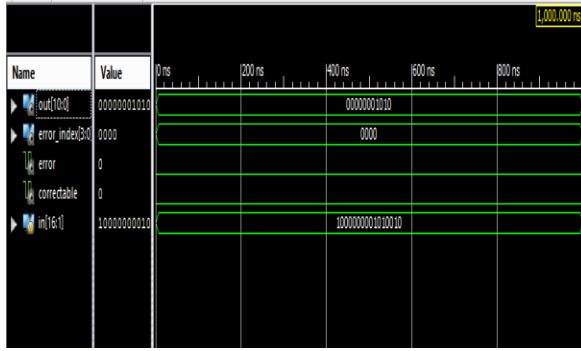 1,000.000 ns
Name Value 0 ns 200 ns 400 ns 600 ns 800 ns
out[10:0] 0000001010 00000001010
error_index[3:0] 0000 0000
error 0
correctable 0
in[16:1] 10000000010 1000000001010010